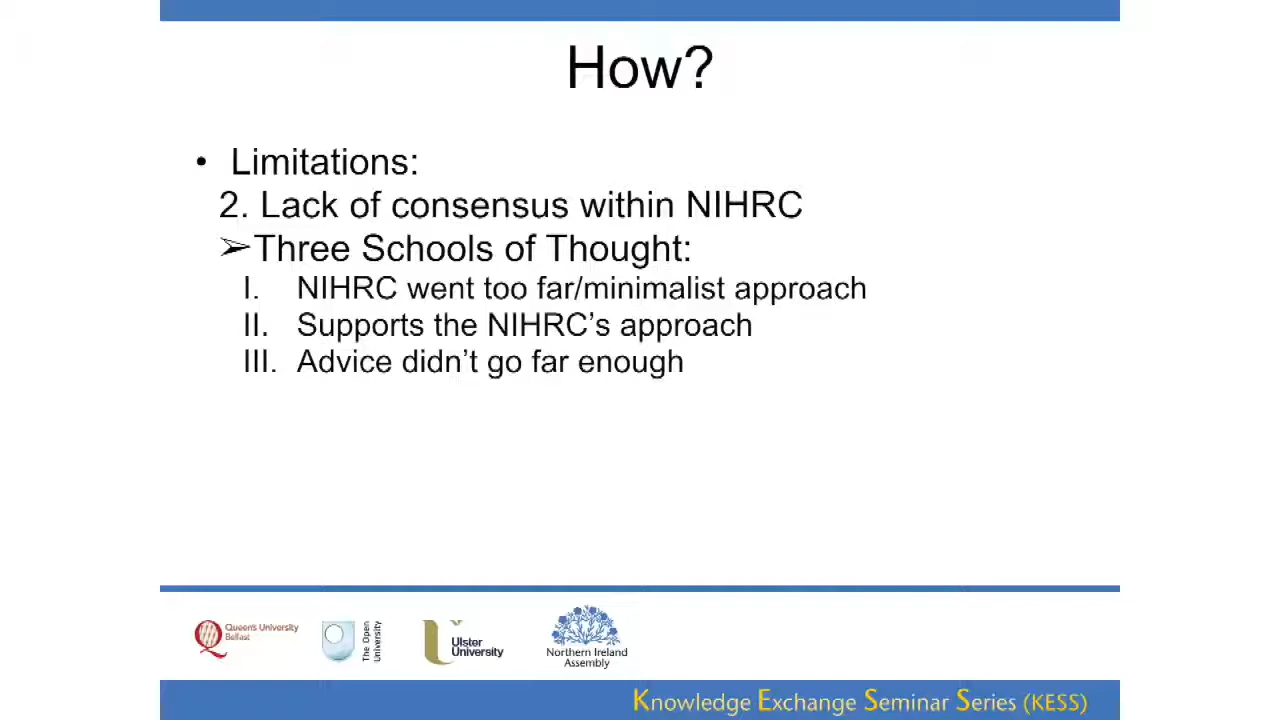 How?
• Limitations:
2. Lack of consensus within NIHRC
➢Three Schools of Thought:
I. NIHRC went too far/minimalist approach
II. Supports the NIHRC’s approach
III. Advice didn’t go far enough
Queen's University
Belfast
The Open
University
Ulster
University
Northern Ireland
Assembly
Knowledge Exchange Seminar Series (KESS)